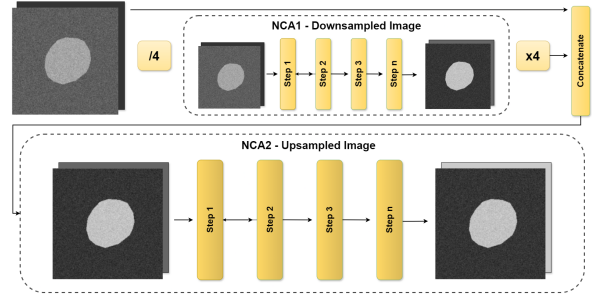 NCA1 - Downsampled Image
/4
Step 1
Step 2
Step 3
Step n
x4
Concatenate
NCA2 - Upsampled Image
Step 1
Step 2
Step 3
Step n